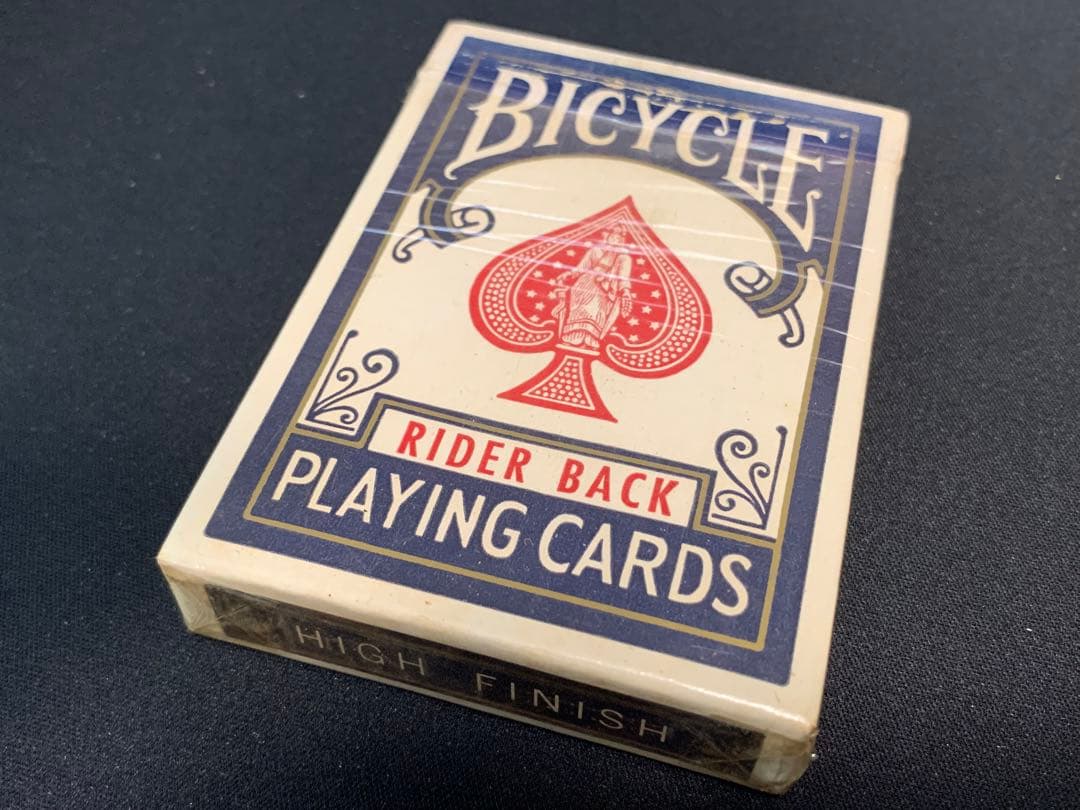 BICYCLE
RIDER BACK
PLAYING CARDS
HIGH FINISH